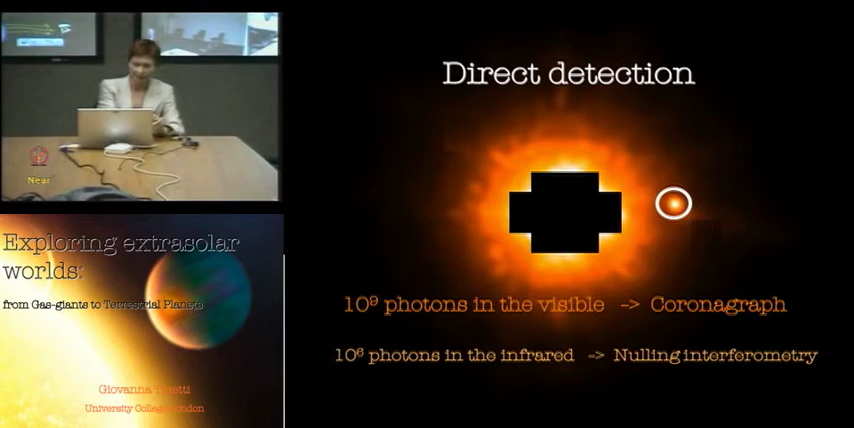 Direct detection
10⁹ photons in the visible -> Coronagraph
10⁶ photons in the infrared -> Nulling interferometry
Near
Exploring extrasolar
worlds:
from Gas-giants to Terrestrial Planets
Giovanna Tinetti
University College London